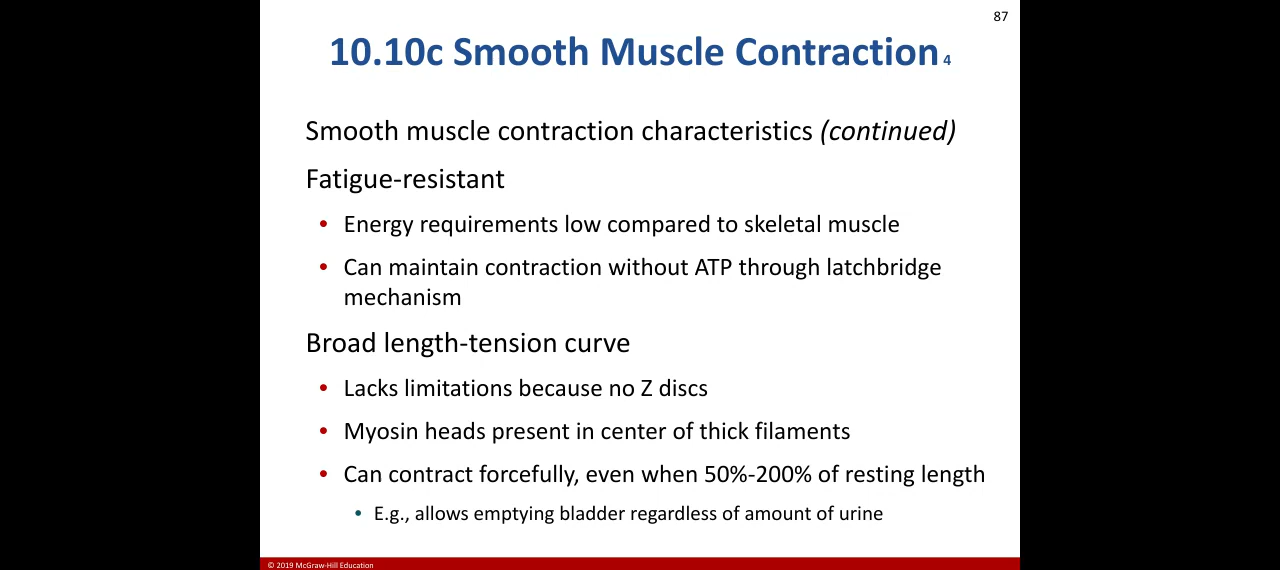 87
10.10c Smooth Muscle Contraction 4
Smooth muscle contraction characteristics (continued)
Fatigue-resistant
• Energy requirements low compared to skeletal muscle
• Can maintain contraction without ATP through latchbridge
mechanism
Broad length-tension curve
• Lacks limitations because no Z discs
• Myosin heads present in center of thick filaments
• Can contract forcefully, even when 50%-200% of resting length
• E.g., allows emptying bladder regardless of amount of urine
© 2019 McGraw-Hill Education